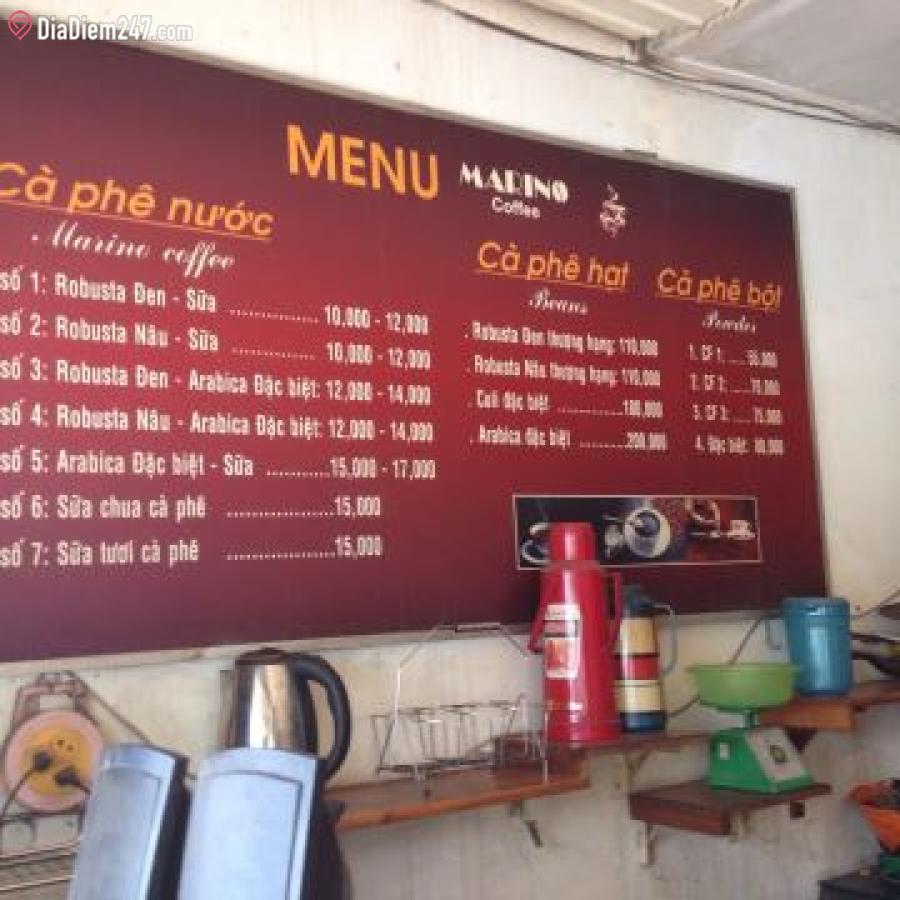 DiaDiem247.com
MENU
MARINO
Coffee
Cà phê nước
Marino coffee
số 1: Robusta Đen - Sữa ............... 10,000 - 12,000
số 2: Robusta Nâu - Sữa .............. 10,000 - 12,000
số 3: Robusta Đen - Arabica Đặc biệt: 12,000 - 14,000
số 4: Robusta Nâu - Arabica Đặc biệt: 12,000 - 14,000
số 5: Arabica Đặc biệt - Sữa ...........15,000 - 17,000
số 6: Sữa chua cà phê ..................15,000
số 7: Sữa tươi cà phê ..................15,000
Cà phê hạt
Beans
. Robusta Đen thượng hạng: 110,000
. Robusta Nâu thượng hạng: 110,000
. Culi đặc biệt ..............180,000
. Arabica đặc biệt ..........200,000
Cà phê bột
Powder
1. CF 1: .....
2. CF 2: ..... 70,000
3. CF 3: ..... 75,000
4. Đặc biệt: 80,000